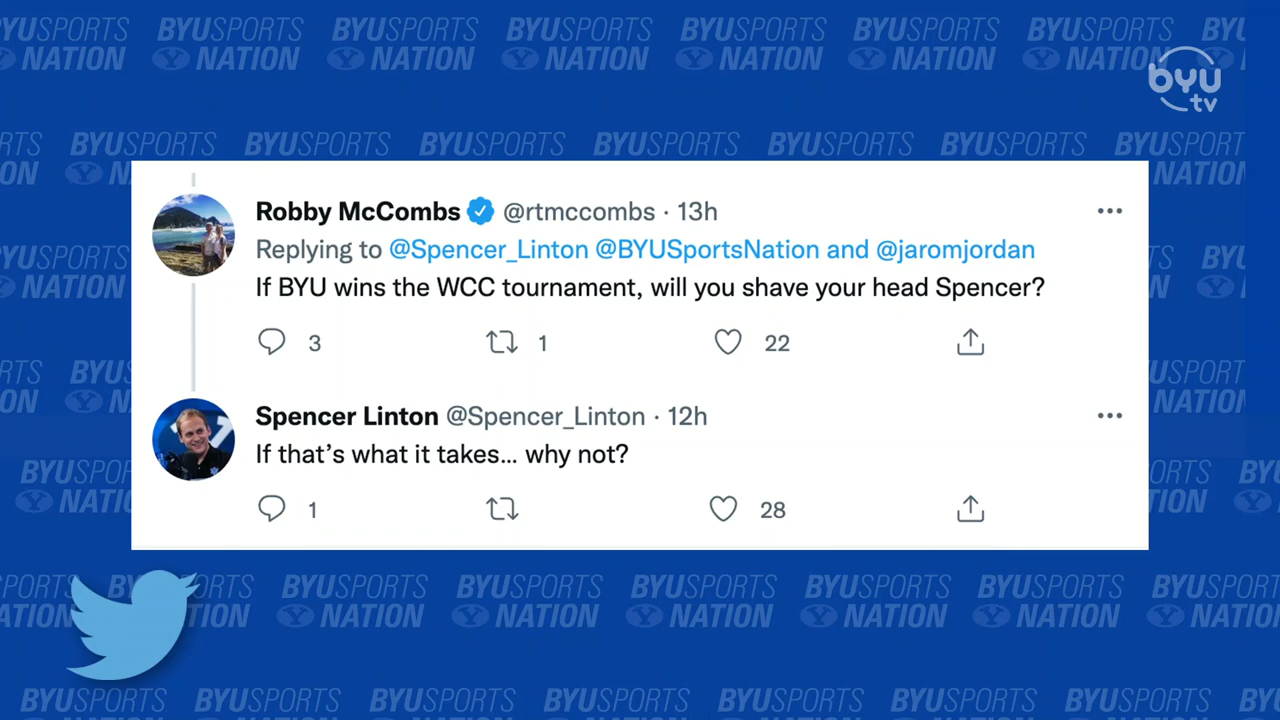 BYUSPORTS NATION
byu tv
Robby McCombs @rtmccombs · 13h
Replying to @Spencer_Linton @BYUSportsNation and @jaromjordan
If BYU wins the WCC tournament, will you shave your head Spencer?
3 1 22
Spencer Linton @Spencer_Linton · 12h
If that's what it takes... why not?
1 28